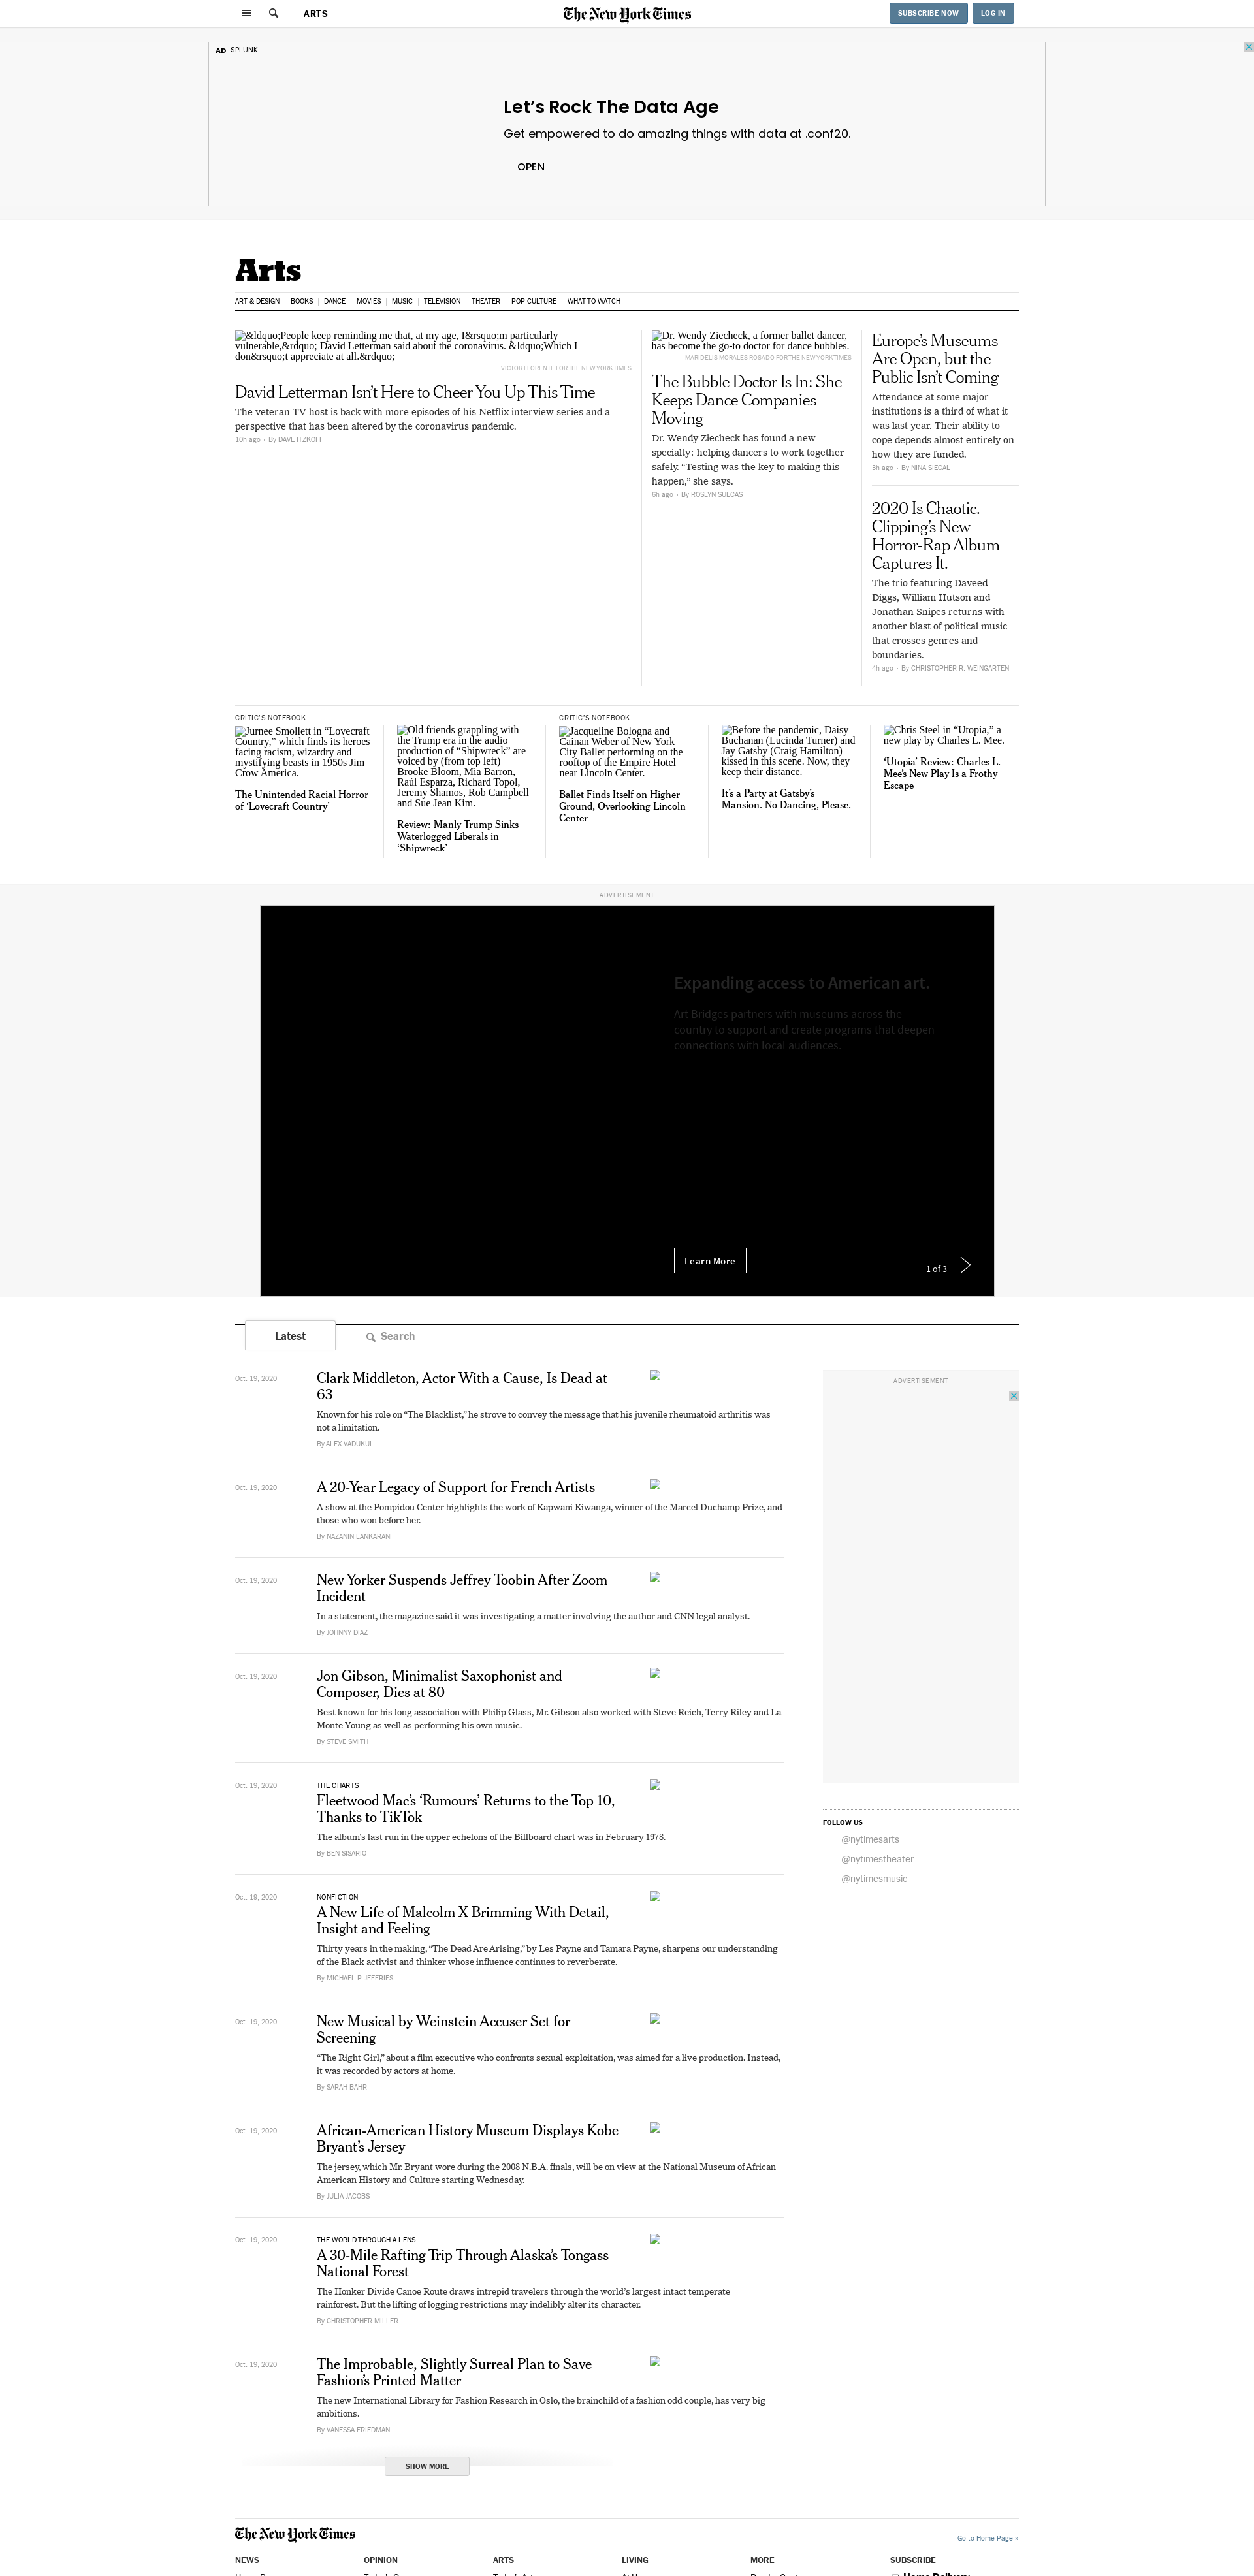 ARTS
The New York Times
SUBSCRIBE NOW
LOG IN
AD SPLUNK
Let's Rock The Data Age
Get empowered to do amazing things with data at .conf20.
OPEN
Arts
ART & DESIGN
BOOKS
DANCE
MOVIES
MUSIC
TELEVISION
THEATER
POP CULTURE
WHAT TO WATCH
&ldquo;People keep reminding me that, at my age, I&rsquo;m particularly
vulnerable,&rdquo; David Letterman said about the coronavirus. &ldquo;Which I
don&rsquo;t appreciate at all.&rdquo;
VICTOR LLORENTE FOR THE NEW YORK TIMES
David Letterman Isn't Here to Cheer You Up This Time
The veteran TV host is back with more episodes of his Netflix interview series and a
perspective that has been altered by the coronavirus pandemic.
10h ago • By DAVE ITZKOFF
Dr. Wendy Ziecheck, a former ballet dancer,
has become the go-to doctor for dance bubbles.
MARIDELIS MORALES ROSADO FOR THE NEW YORK TIMES
The Bubble Doctor Is In: She
Keeps Dance Companies
Moving
Dr. Wendy Ziecheck has found a new
specialty: helping dancers to work together
safely. “Testing was the key to making this
happen,” she says.
6h ago • By ROSLYN SULCAS
Europe's Museums
Are Open, but the
Public Isn't Coming
Attendance at some major
institutions is a third of what it
was last year. Their ability to
cope depends almost entirely on
how they are funded.
3h ago • By NINA SIEGAL
2020 Is Chaotic.
Clipping's New
Horror-Rap Album
Captures It.
The trio featuring Daveed
Diggs, William Hutson and
Jonathan Snipes returns with
another blast of political music
that crosses genres and
boundaries.
4h ago • By CHRISTOPHER R. WEINGARTEN
CRITIC'S NOTEBOOK
Jurnee Smollett in “Lovecraft
Country,” which finds its heroes
facing racism, wizardry and
mystifying beasts in 1950s Jim
Crow America.
The Unintended Racial Horror
of ‘Lovecraft Country’
Old friends grappling with
the Trump era in the audio
production of “Shipwreck” are
voiced by (from top left)
Brooke Bloom, Mía Barron,
Raúl Esparza, Richard Topol,
Jeremy Shamos, Rob Campbell
and Sue Jean Kim.
Review: Manly Trump Sinks
Waterlogged Liberals in
‘Shipwreck’
CRITIC'S NOTEBOOK
Jacqueline Bologna and
Cainan Weber of New York
City Ballet performing on the
rooftop of the Empire Hotel
near Lincoln Center.
Ballet Finds Itself on Higher
Ground, Overlooking Lincoln
Center
Before the pandemic, Daisy
Buchanan (Lucinda Turner) and
Jay Gatsby (Craig Hamilton)
kissed in this scene. Now, they
keep their distance.
It's a Party at Gatsby's
Mansion. No Dancing, Please.
Chris Steel in “Utopia,” a
new play by Charles L. Mee.
‘Utopia’ Review: Charles L.
Mee's New Play Is a Frothy
Escape
ADVERTISEMENT
Expanding access to American art.
Art Bridges partners with museums across the
country to support and create programs that deepen
connections with local audiences.
Learn More
1 of 3
Latest
Search
Oct. 19, 2020
Clark Middleton, Actor With a Cause, Is Dead at
63
Known for his role on “The Blacklist,” he strove to convey the message that his juvenile rheumatoid arthritis was
not a limitation.
By ALEX VADUKUL
Oct. 19, 2020
A 20-Year Legacy of Support for French Artists
A show at the Pompidou Center highlights the work of Kapwani Kiwanga, winner of the Marcel Duchamp Prize, and
those who won before her.
By NAZANIN LANKARANI
Oct. 19, 2020
New Yorker Suspends Jeffrey Toobin After Zoom
Incident
In a statement, the magazine said it was investigating a matter involving the author and CNN legal analyst.
By JOHNNY DIAZ
Oct. 19, 2020
Jon Gibson, Minimalist Saxophonist and
Composer, Dies at 80
Best known for his long association with Philip Glass, Mr. Gibson also worked with Steve Reich, Terry Riley and La
Monte Young as well as performing his own music.
By STEVE SMITH
Oct. 19, 2020
THE CHARTS
Fleetwood Mac's ‘Rumours’ Returns to the Top 10,
Thanks to TikTok
The album's last run in the upper echelons of the Billboard chart was in February 1978.
By BEN SISARIO
Oct. 19, 2020
NONFICTION
A New Life of Malcolm X Brimming With Detail,
Insight and Feeling
Thirty years in the making, “The Dead Are Arising,” by Les Payne and Tamara Payne, sharpens our understanding
of the Black activist and thinker whose influence continues to reverberate.
By MICHAEL P. JEFFRIES
Oct. 19, 2020
New Musical by Weinstein Accuser Set for
Screening
“The Right Girl,” about a film executive who confronts sexual exploitation, was aimed for a live production. Instead,
it was recorded by actors at home.
By SARAH BAHR
Oct. 19, 2020
African-American History Museum Displays Kobe
Bryant's Jersey
The jersey, which Mr. Bryant wore during the 2008 N.B.A. finals, will be on view at the National Museum of African
American History and Culture starting Wednesday.
By JULIA JACOBS
Oct. 19, 2020
THE WORLD THROUGH A LENS
A 30-Mile Rafting Trip Through Alaska's Tongass
National Forest
The Honker Divide Canoe Route draws intrepid travelers through the world's largest intact temperate
rainforest. But the lifting of logging restrictions may indelibly alter its character.
By CHRISTOPHER MILLER
Oct. 19, 2020
The Improbable, Slightly Surreal Plan to Save
Fashion's Printed Matter
The new International Library for Fashion Research in Oslo, the brainchild of a fashion odd couple, has very big
ambitions.
By VANESSA FRIEDMAN
SHOW MORE
ADVERTISEMENT
FOLLOW US
@nytimesarts
@nytimestheater
@nytimesmusic
The New York Times
Go to Home Page »
NEWS
OPINION
ARTS
LIVING
MORE
SUBSCRIBE